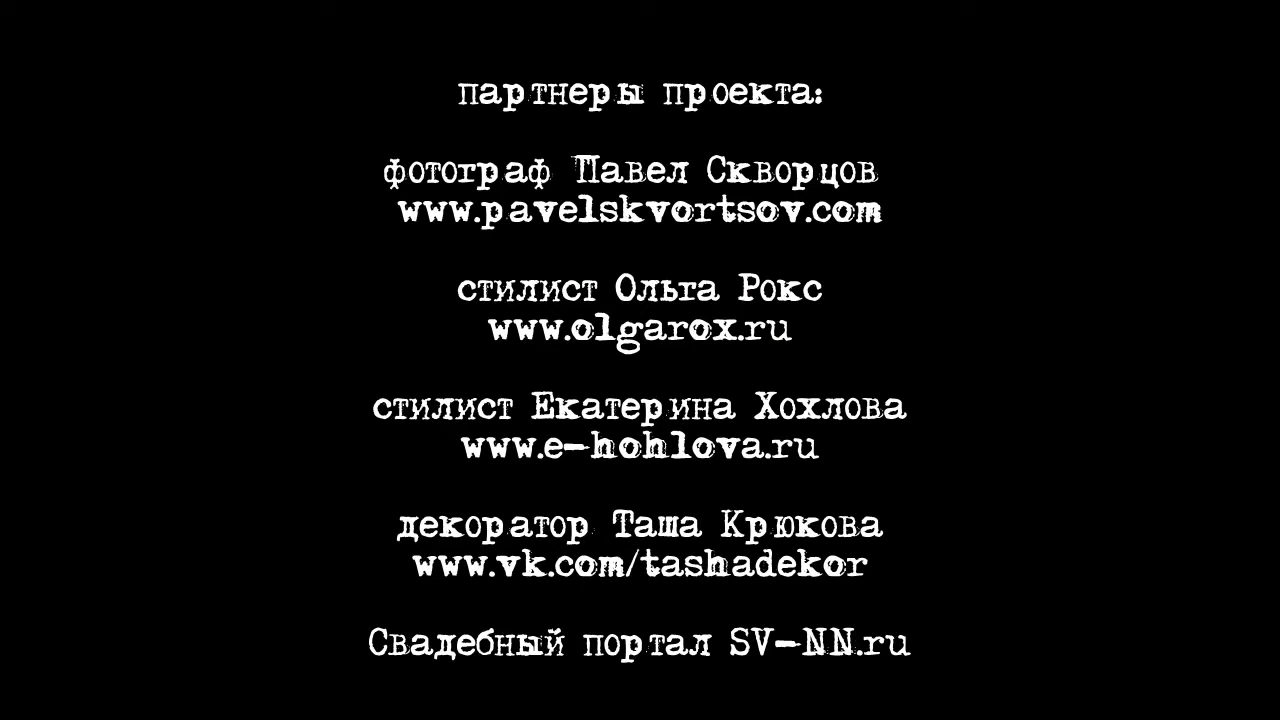 партнеры проекта:
фотограф Павел Скворцов
www.pavelskvortsov.com
стилист Ольга Рокс
www.olgarox.ru
стилист Екатерина Хохлова
www.e-hohlova.ru
декоратор Таша Крюкова
www.vk.com/tashadekor
Свадебный портал SV-NN.ru